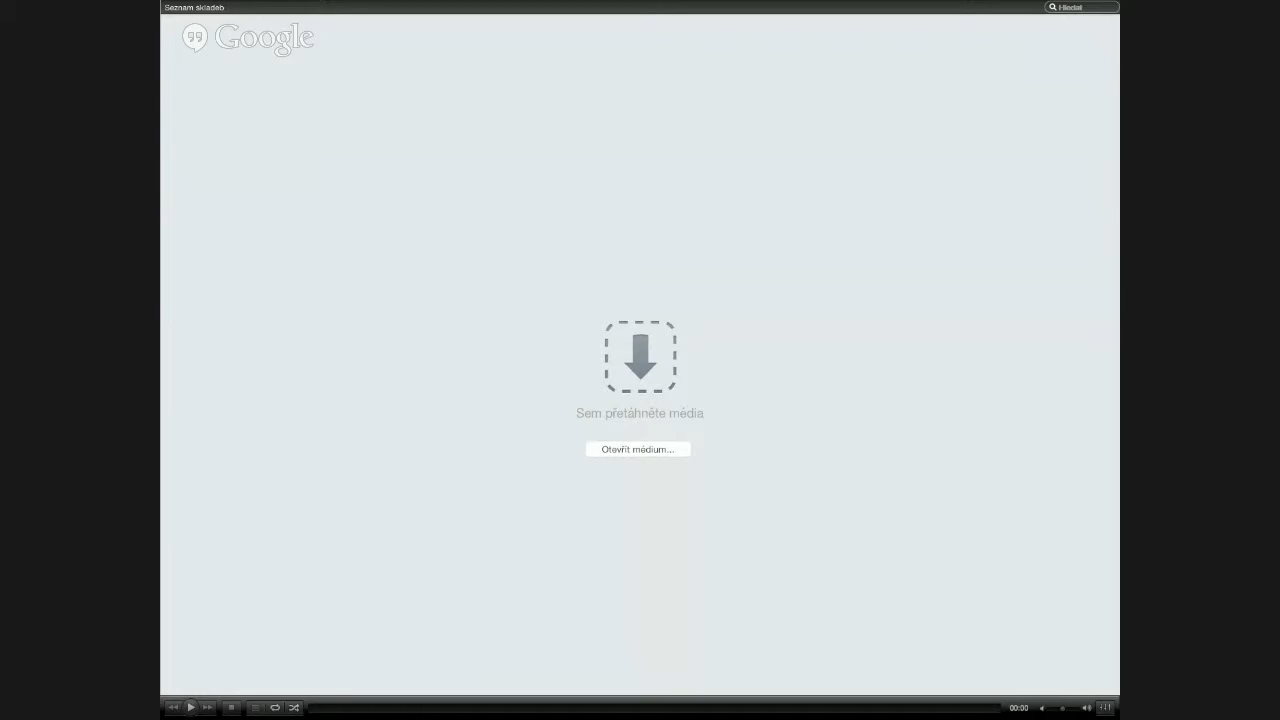 Seznam skladeb
Hledat
Google
Sem přetáhněte média
Otevřít médium...
00:00